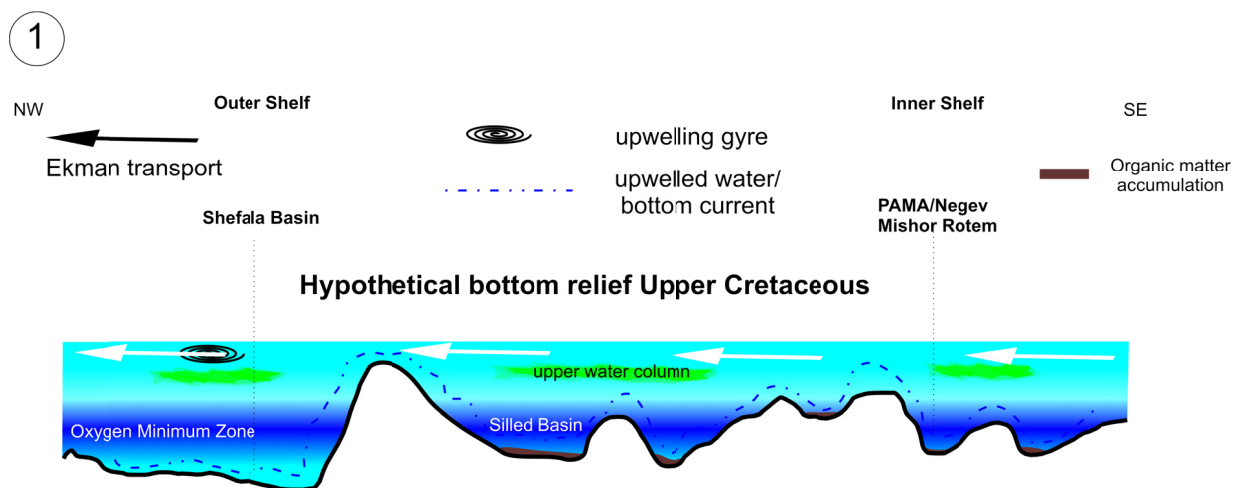 1
NW
Outer Shelf
Inner Shelf
SE
Ekman transport
upwelling gyre
upwelled water/
bottom current
Organic matter
accumulation
Shefala Basin
PAMA/Negev
Mishor Rotem
Hypothetical bottom relief Upper Cretaceous
upper water column
Oxygen Minimum Zone
Silled Basin